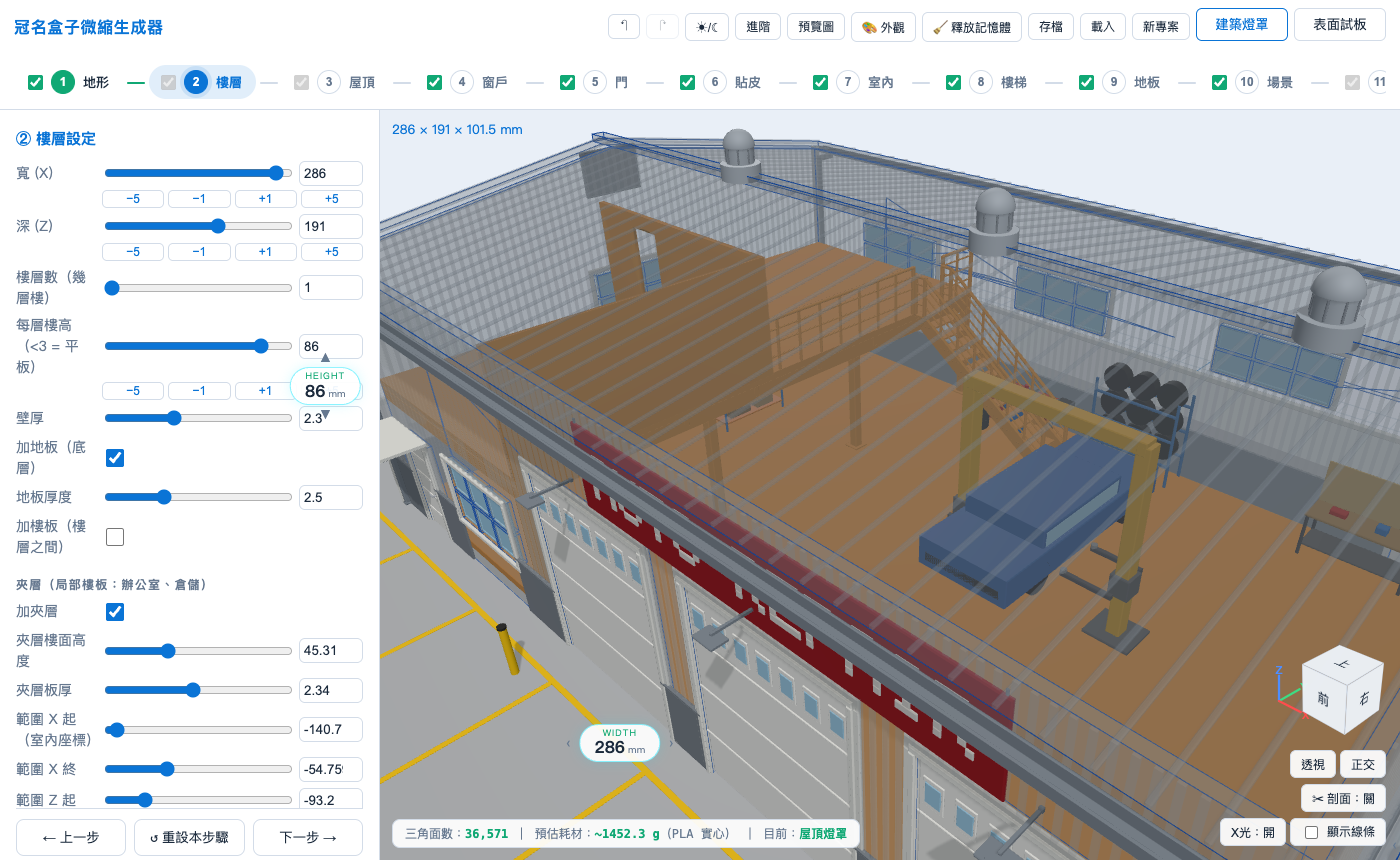 冠名盒子微縮生成器
☀/☾ 進階 預覽圖 🎨 外觀 🧹 釋放記憶體 存檔 載入 新專案 建築燈罩 表面試板
1 地形 2 樓層 3 屋頂 4 窗戶 5 門 6 貼皮 7 室內 8 樓梯 9 地板 10 場景 11
② 樓層設定
寬 (X) 286
−5 −1 +1 +5
深 (Z) 191
−5 −1 +1 +5
樓層數（幾
層樓） 1
每層樓高
（<3 = 平
板） 86
−5 −1 +1
壁厚 2.3
加地板（底
層）
地板厚度 2.5
加樓板（樓
層之間）
夾層（局部樓板：辦公室、倉儲）
加夾層
夾層樓面高
度 45.31
夾層板厚 2.34
範圍 X 起
（室內座標） -140.7
範圍 X 終 -54.75
範圍 Z 起 -93.2
← 上一步 ↺ 重設本步驟 下一步 →
286 × 191 × 101.5 mm
HEIGHT
86 mm
WIDTH
286 mm
三角面數：36,571 | 預估耗材：~1452.3 g (PLA 實心) | 目前：屋頂燈罩
Z
X
上
前 右
透視 正交
✂ 剖面：關
X光：開 顯示線條